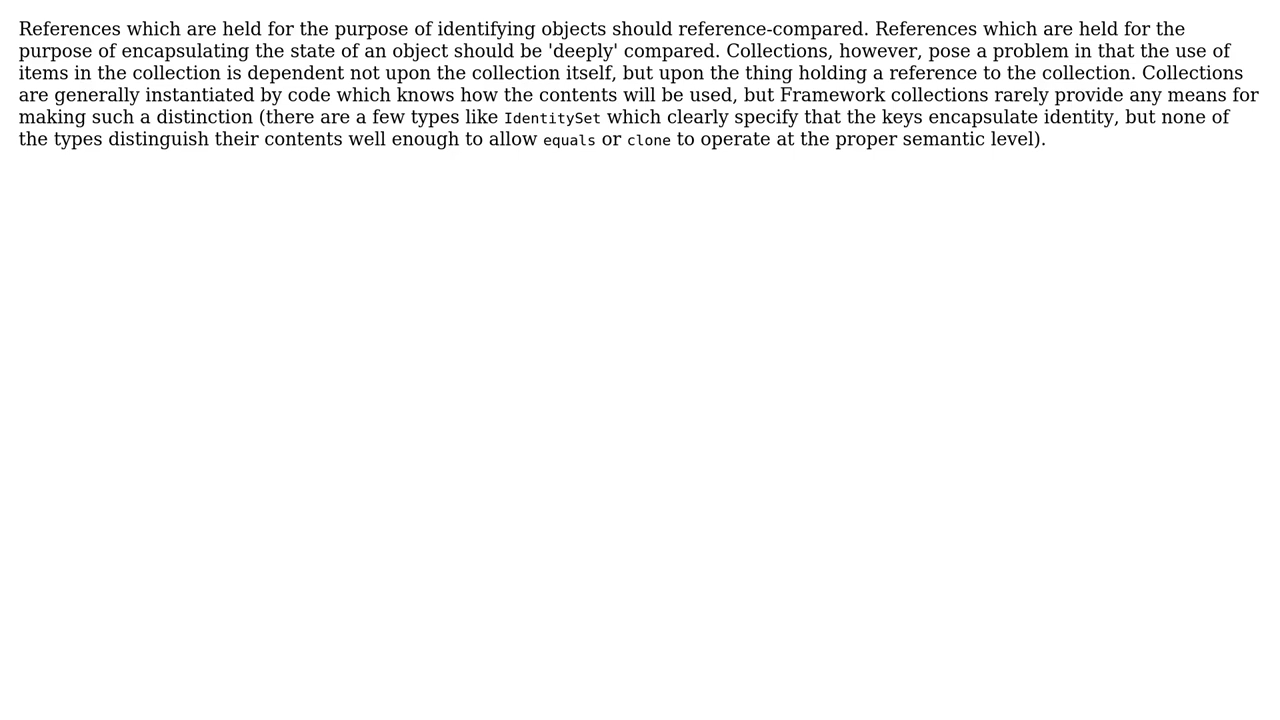 References which are held for the purpose of identifying objects should reference-compared. References which are held for the
purpose of encapsulating the state of an object should be 'deeply' compared. Collections, however, pose a problem in that the use of
items in the collection is dependent not upon the collection itself, but upon the thing holding a reference to the collection. Collections
are generally instantiated by code which knows how the contents will be used, but Framework collections rarely provide any means for
making such a distinction (there are a few types like IdentitySet which clearly specify that the keys encapsulate identity, but none of
the types distinguish their contents well enough to allow equals or clone to operate at the proper semantic level).